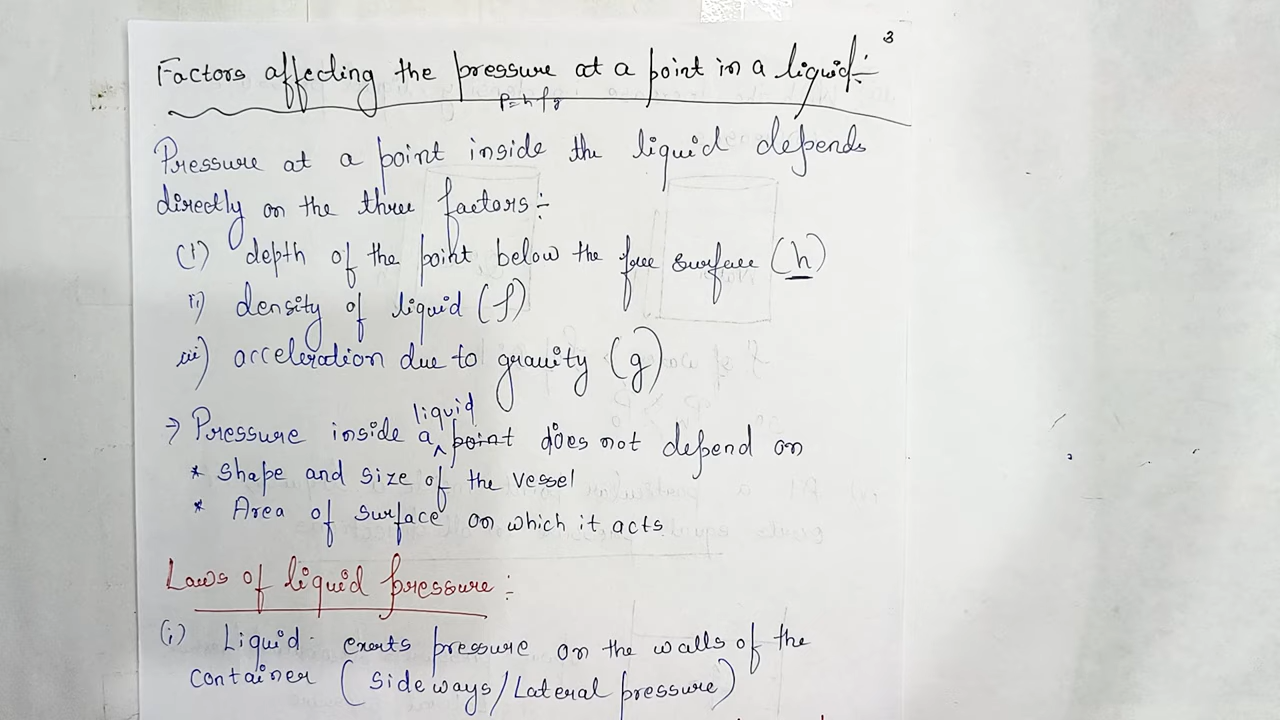 3
Factors affecting the pressure at a point in a liquid:-
P=hρg
Pressure at a point inside the liquid depends
directly on the three factors:-
(i) depth of the point below the free surface (h)
ii) density of liquid (ρ)
iii) acceleration due to gravity (g)
→ Pressure inside a liquid point does not depend on
* Shape and size of the vessel
* Area of surface on which it acts.
Laws of liquid pressure:-
(i) Liquid exerts pressure on the walls of the
container (Sideways/Lateral pressure)